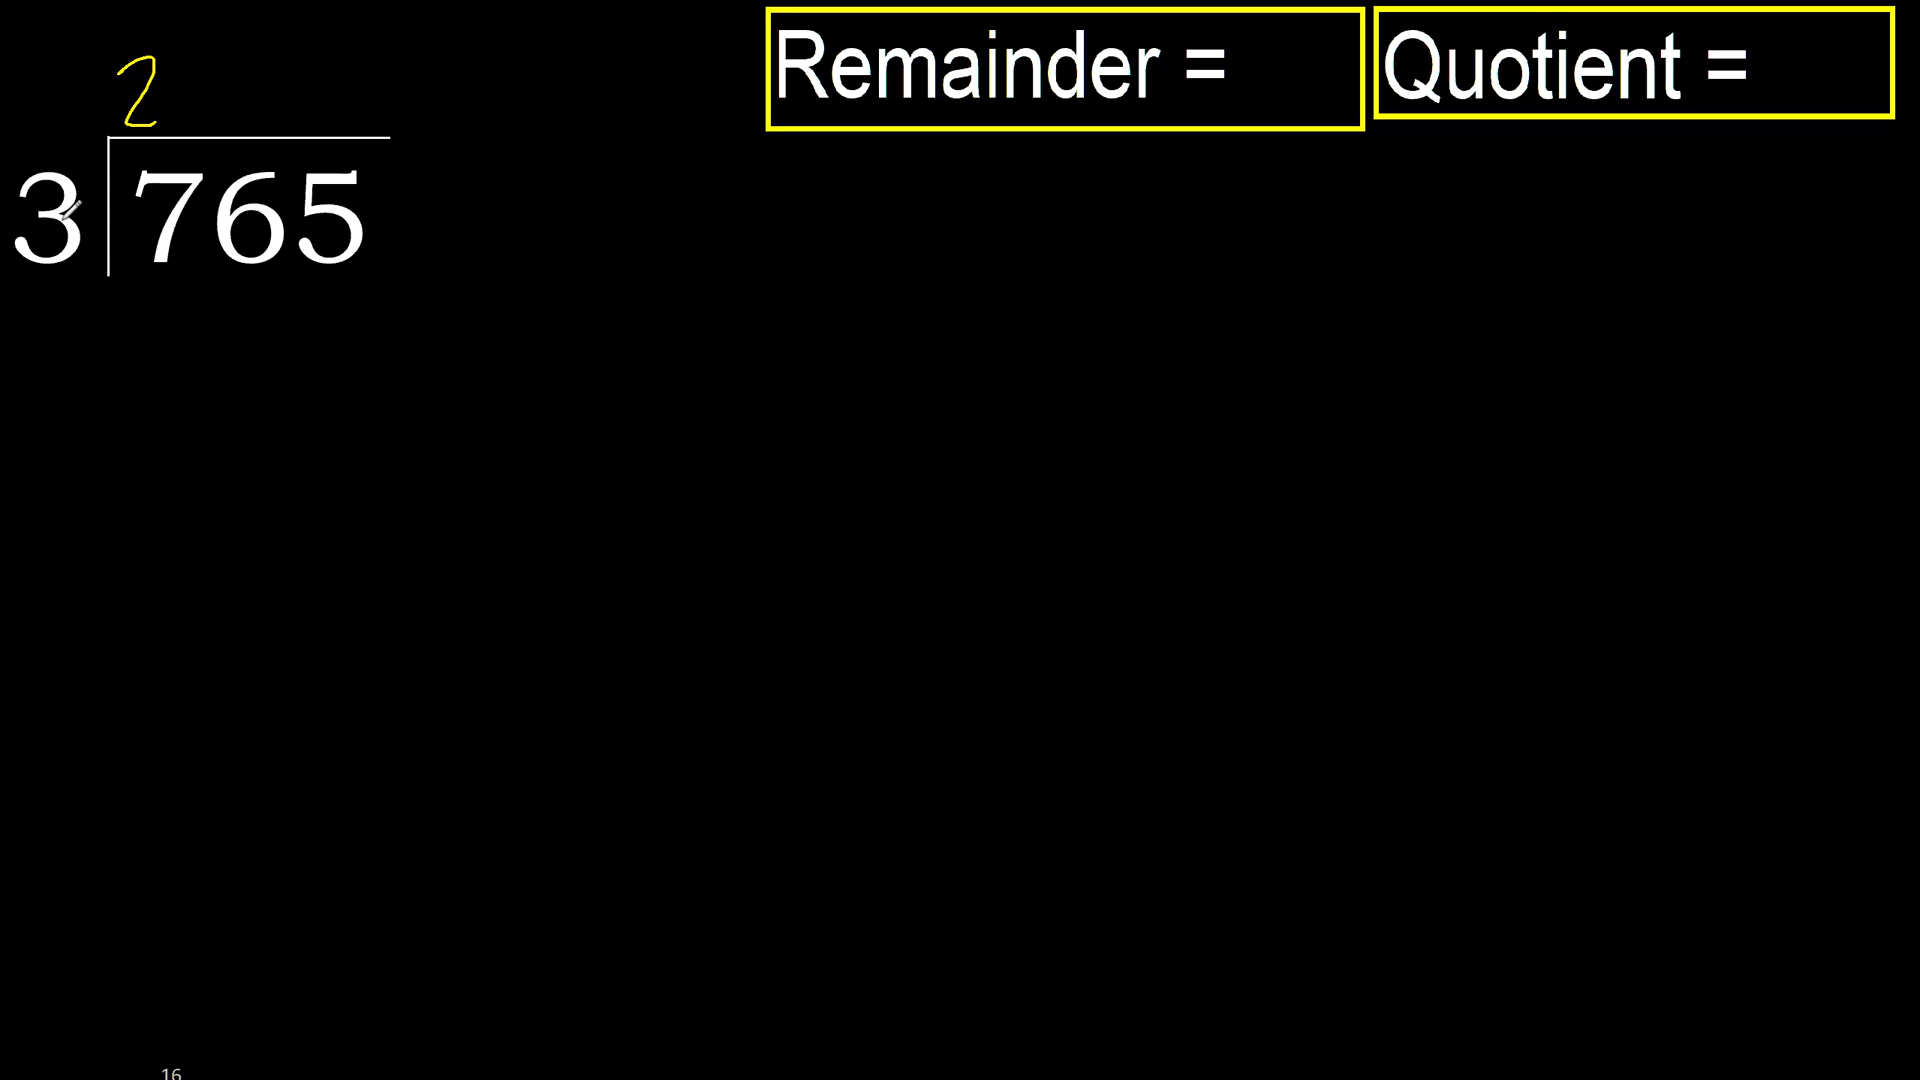 2
3 765
Remainder =
Quotient =
16